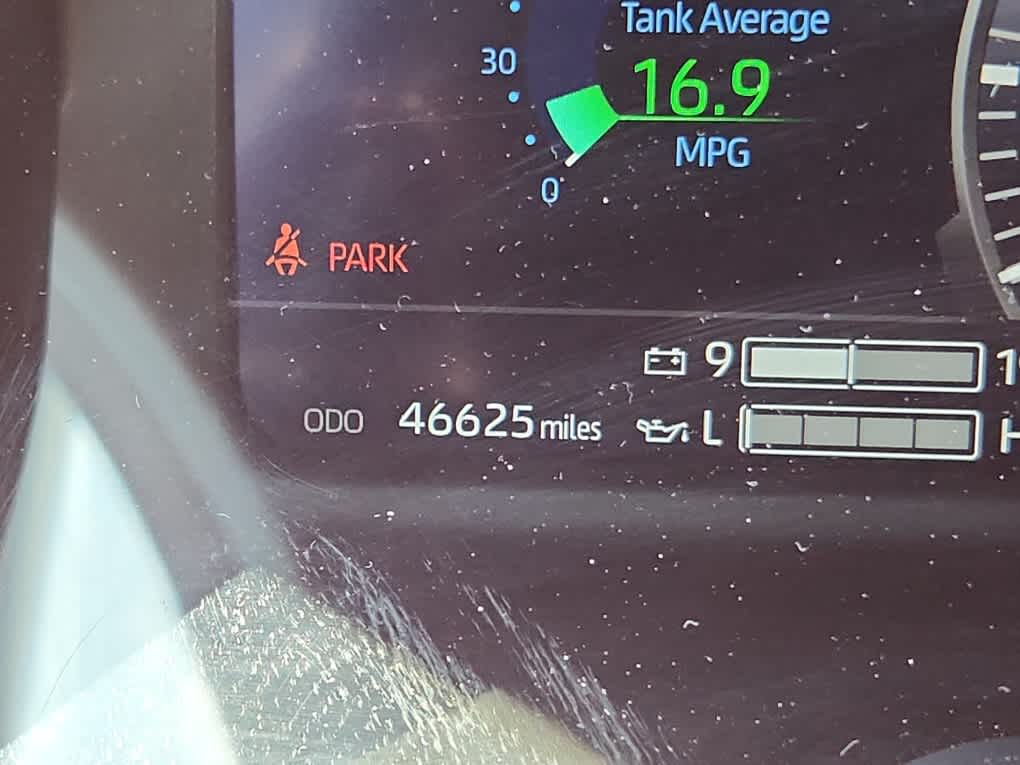 Tank Average
30
16.9
MPG
0
PARK
9
ODO 46625 miles
L